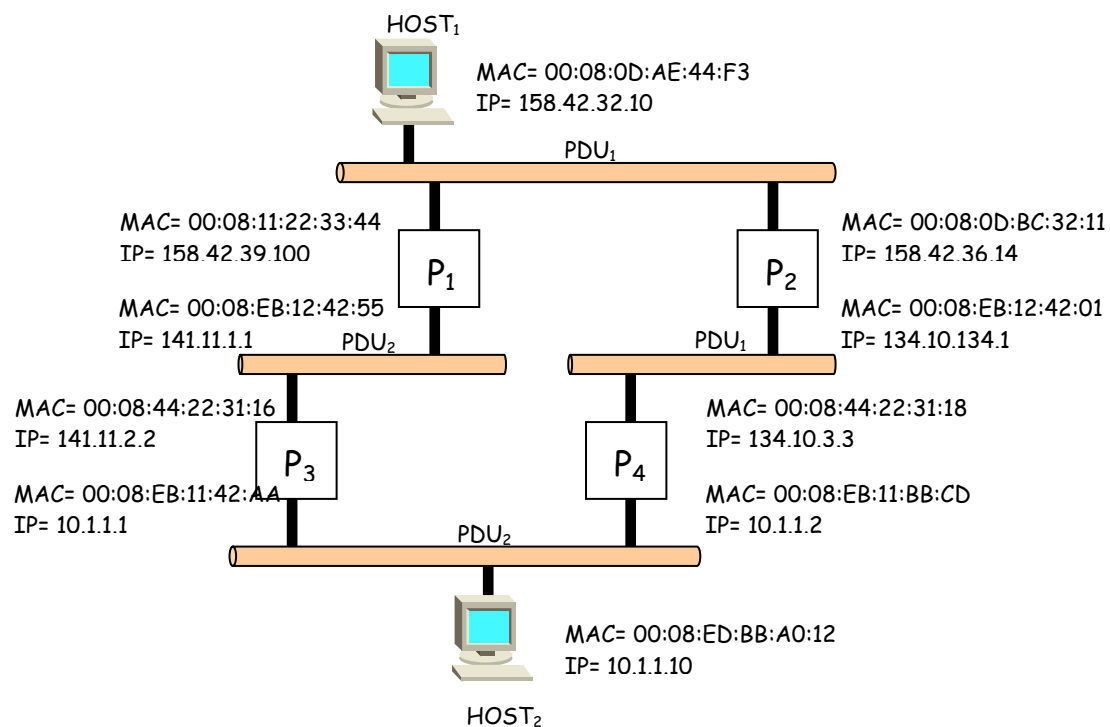 HOST₁
MAC= 00:08:0D:AE:44:F3
IP= 158.42.32.10
PDU₁
MAC= 00:08:11:22:33:44
IP= 158.42.39.100
P₁
MAC= 00:08:EB:12:42:55
IP= 141.11.1.1
MAC= 00:08:0D:BC:32:11
IP= 158.42.36.14
P₂
MAC= 00:08:EB:12:42:01
IP= 134.10.134.1
PDU₂
PDU₁
MAC= 00:08:44:22:31:16
IP= 141.11.2.2
P₃
MAC= 00:08:EB:11:42:AA
IP= 10.1.1.1
MAC= 00:08:44:22:31:18
IP= 134.10.3.3
P₄
MAC= 00:08:EB:11:BB:CD
IP= 10.1.1.2
PDU₂
MAC= 00:08:ED:BB:A0:12
IP= 10.1.1.10
HOST₂